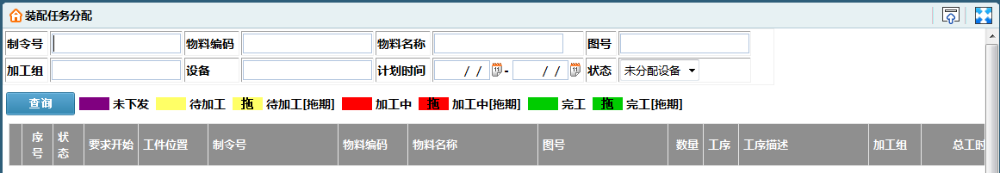 装配任务分配
制令号 物料编码 物料名称 图号
加工组 设备 计划时间 / / 11 - / / 11 状态 未分配设备
查询 未下发 待加工 拖 待加工[拖期] 加工中 拖 加工中[拖期] 完工 拖 完工[拖期]
序号 状态 要求开始 工件位置 制令号 物料编码 物料名称 图号 数量 工序 工序描述 加工组 总工时